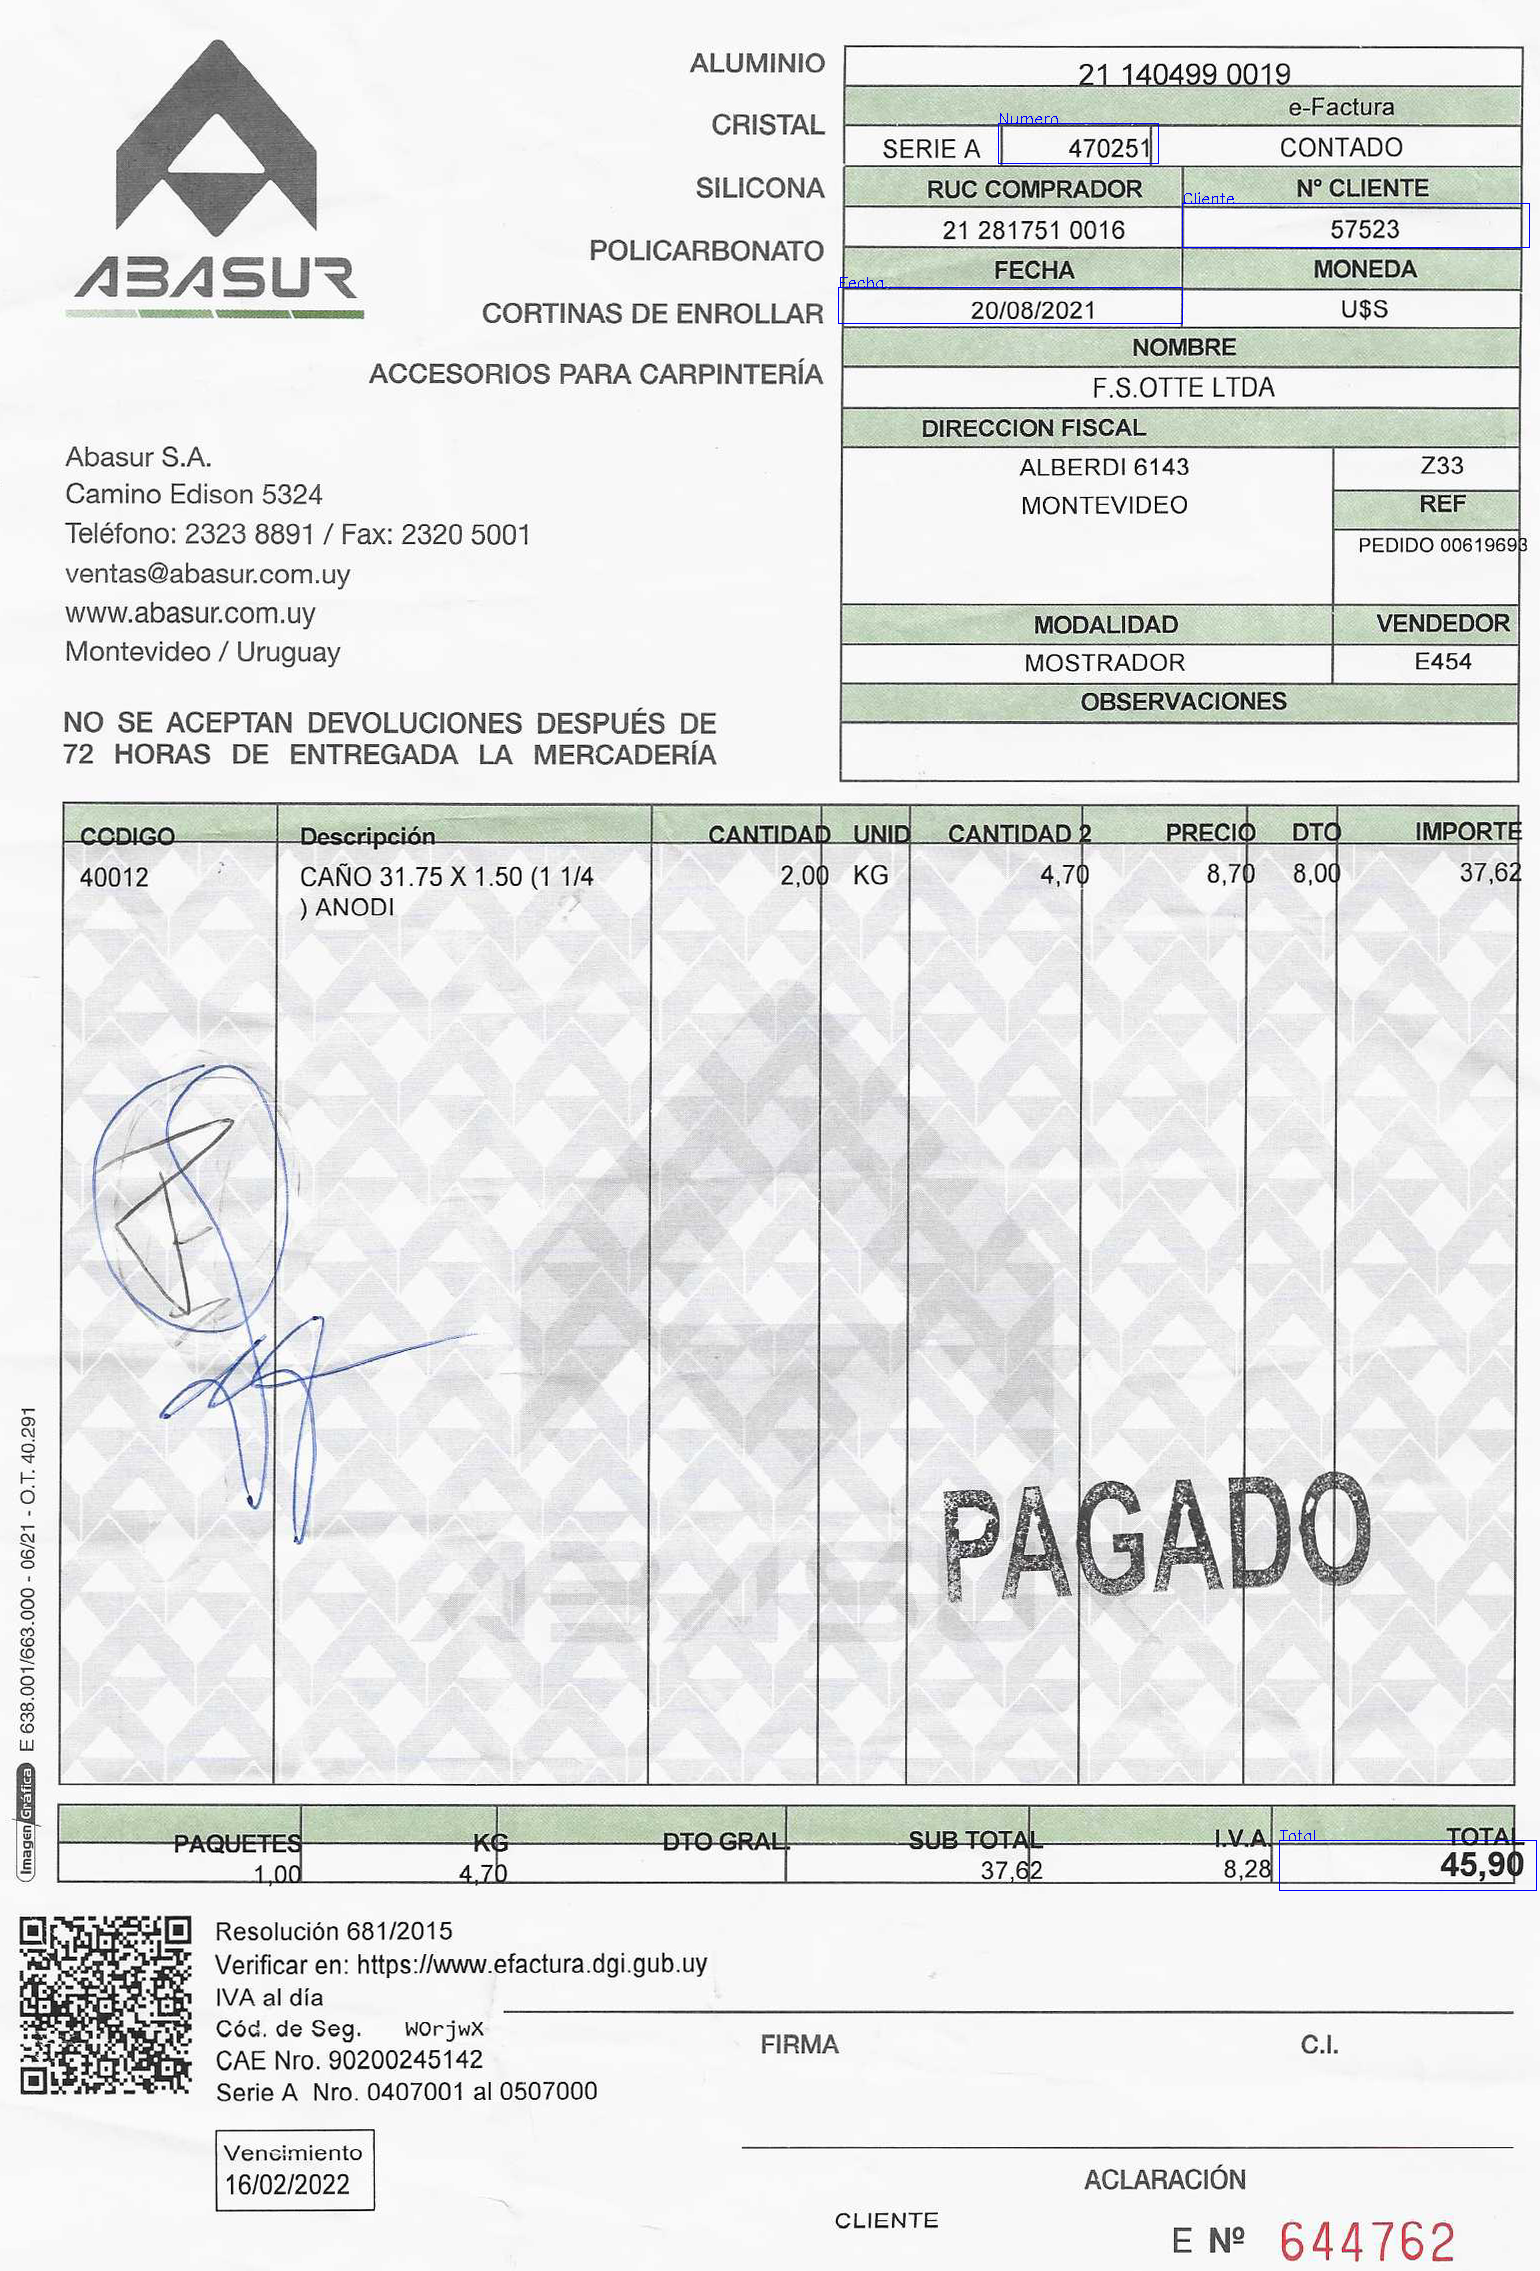 ABASUR
ALUMINIO
CRISTAL
SILICONA
POLICARBONATO
CORTINAS DE ENROLLAR
ACCESORIOS PARA CARPINTERÍA
Abasur S.A.
Camino Edison 5324
Teléfono: 2323 8891 / Fax: 2320 5001
ventas@abasur.com.uy
www.abasur.com.uy
Montevideo / Uruguay
NO SE ACEPTAN DEVOLUCIONES DESPUÉS DE
72 HORAS DE ENTREGADA LA MERCADERÍA
21 140499 0019
e-Factura
Numero
SERIE A 470251 CONTADO
RUC COMPRADOR Nº CLIENTE
Cliente
21 281751 0016 57523
FECHA MONEDA
Fecha
20/08/2021 U$S
NOMBRE
F.S.OTTE LTDA
DIRECCION FISCAL
ALBERDI 6143 Z33
MONTEVIDEO REF
PEDIDO 00619693
MODALIDAD VENDEDOR
MOSTRADOR E454
OBSERVACIONES
CODIGO Descripción CANTIDAD UNID CANTIDAD 2 PRECIO DTO IMPORTE
40012 CAÑO 31.75 X 1.50 (1 1/4 2,00 KG 4,70 8,70 8,00 37,62
) ANODI
PAGADO
ABASUR
E 638.001/663.000 - 06/21 - O.T. 40.291
Imagen Gráfica
Total
PAQUETES KG DTO GRAL SUB TOTAL I.V.A. TOTAL
1,00 4,70 37,62 8,28 45,90
Resolución 681/2015
Verificar en: https://www.efactura.dgi.gub.uy
IVA al día
Cód. de Seg. WOrjwX
CAE Nro. 90200245142
Serie A Nro. 0407001 al 0507000
FIRMA C.I.
Vencimiento
16/02/2022
ACLARACIÓN
CLIENTE
E Nº 644762